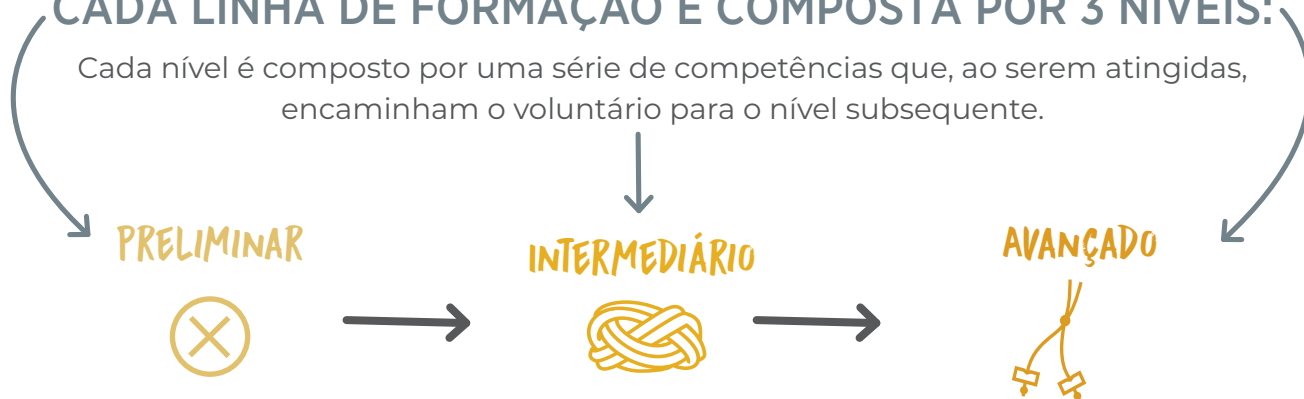 CADA LINHA DE FORMAÇÃO É COMPOSTA POR 3 NÍVEIS:
Cada nível é composto por uma série de competências que, ao serem atingidas,
encaminham o voluntário para o nível subsequente.
PRELIMINAR
INTERMEDIÁRIO
AVANÇADO